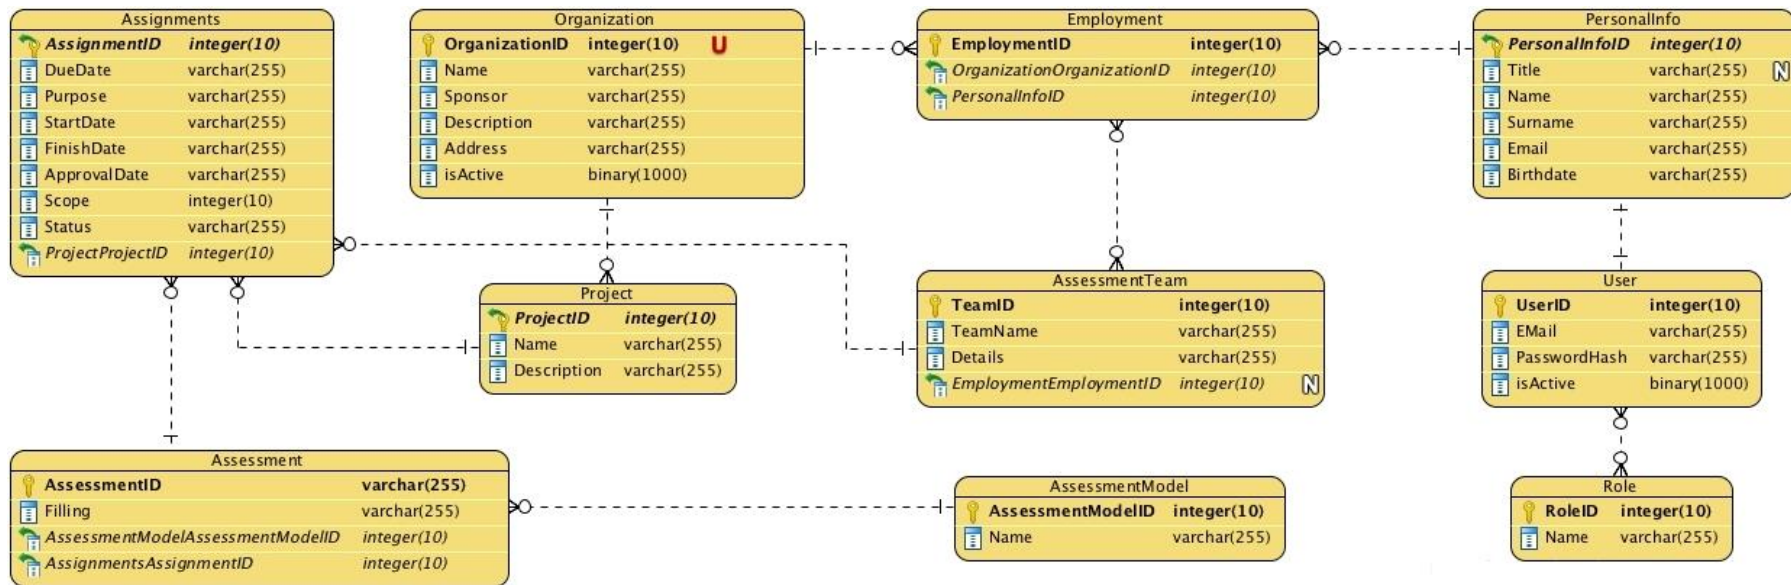 Assignments
AssignmentID integer(10)
DueDate varchar(255)
Purpose varchar(255)
StartDate varchar(255)
FinishDate varchar(255)
ApprovalDate varchar(255)
Scope integer(10)
Status varchar(255)
ProjectProjectID integer(10)
Organization
OrganizationID integer(10) U
Name varchar(255)
Sponsor varchar(255)
Description varchar(255)
Address varchar(255)
isActive binary(1000)
Employment
EmploymentID integer(10)
OrganizationOrganizationID integer(10)
PersonalInfoID integer(10)
PersonalInfo
PersonalInfoID integer(10)
Title varchar(255) N
Name varchar(255)
Surname varchar(255)
Email varchar(255)
Birthdate varchar(255)
Project
ProjectID integer(10)
Name varchar(255)
Description varchar(255)
AssessmentTeam
TeamID integer(10)
TeamName varchar(255)
Details varchar(255)
EmploymentEmploymentID integer(10) N
User
UserID integer(10)
EMail varchar(255)
PasswordHash varchar(255)
isActive binary(1000)
Assessment
AssessmentID varchar(255)
Filling varchar(255)
AssessmentModelAssessmentModelID integer(10)
AssignmentsAssignmentID integer(10)
AssessmentModel
AssessmentModelID integer(10)
Name varchar(255)
Role
RoleID integer(10)
Name varchar(255)